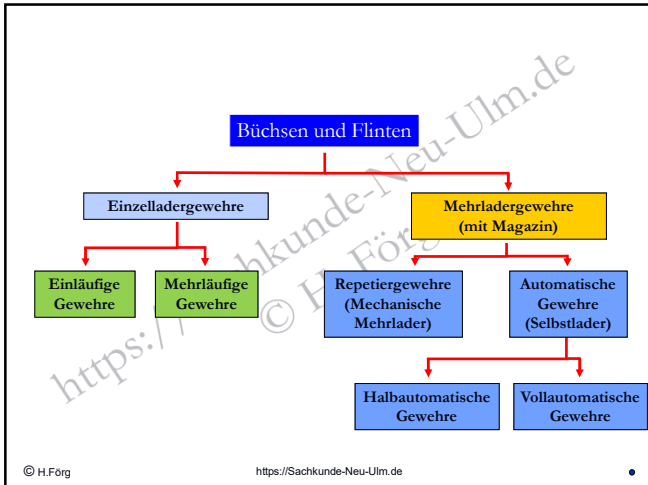 Büchsen und Flinten
Einzelladergewehre
Mehrladergewehre
(mit Magazin)
Einläufige
Gewehre
Mehrläufige
Gewehre
Repetiergewehre
(Mechanische
Mehrlader)
Automatische
Gewehre
(Selbstlader)
Halbautomatische
Gewehre
Vollautomatische
Gewehre
https://Sachkunde-Neu-Ulm.de
© H.Förg
© H.Förg
https://Sachkunde-Neu-Ulm.de